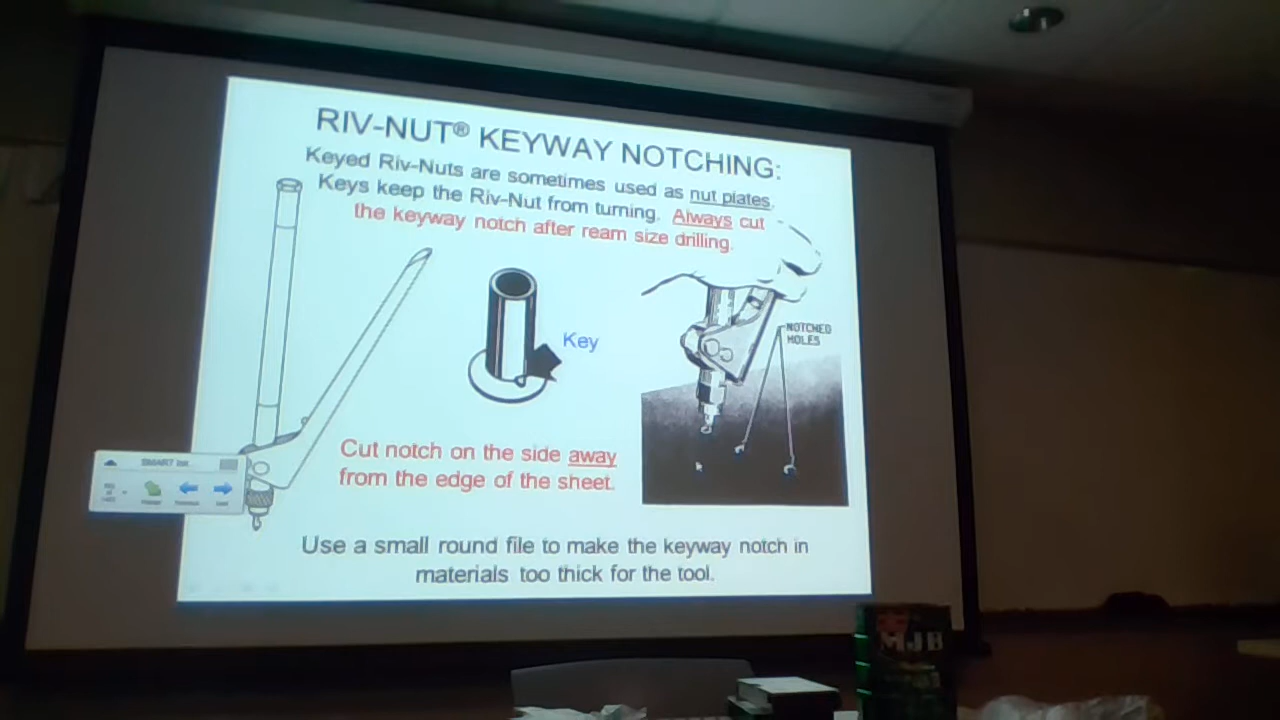 RIV-NUT® KEYWAY NOTCHING:
Keyed Riv-Nuts are sometimes used as nut plates.
Keys keep the Riv-Nut from turning. Always cut
the keyway notch after ream size drilling.
Key
NOTCHED
HOLES
Cut notch on the side away
from the edge of the sheet.
SMART Ink
Use a small round file to make the keyway notch in
materials too thick for the tool.
MJB